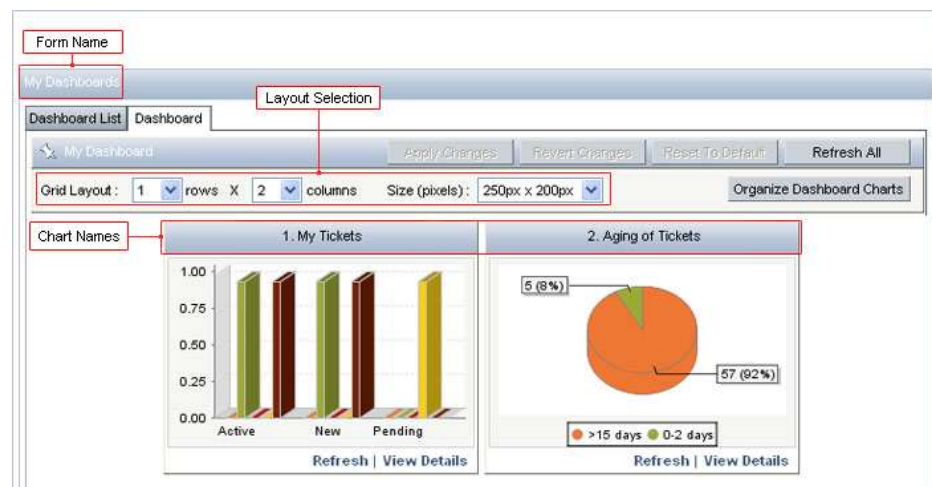 Form Name
My Dashboards
Layout Selection
Dashboard List Dashboard
My Dashboard Apply Changes Revert Changes Reset To Default Refresh All
Grid Layout : 1 rows X 2 columns Size (pixels) : 250px x 200px Organize Dashboard Charts
Chart Names 1. My Tickets 2. Aging of Tickets
1.00
5 (8%)
0.75
0.50
57 (92%)
0.25
0.00
Active New Pending
>15 days 0-2 days
Refresh | View Details Refresh | View Details